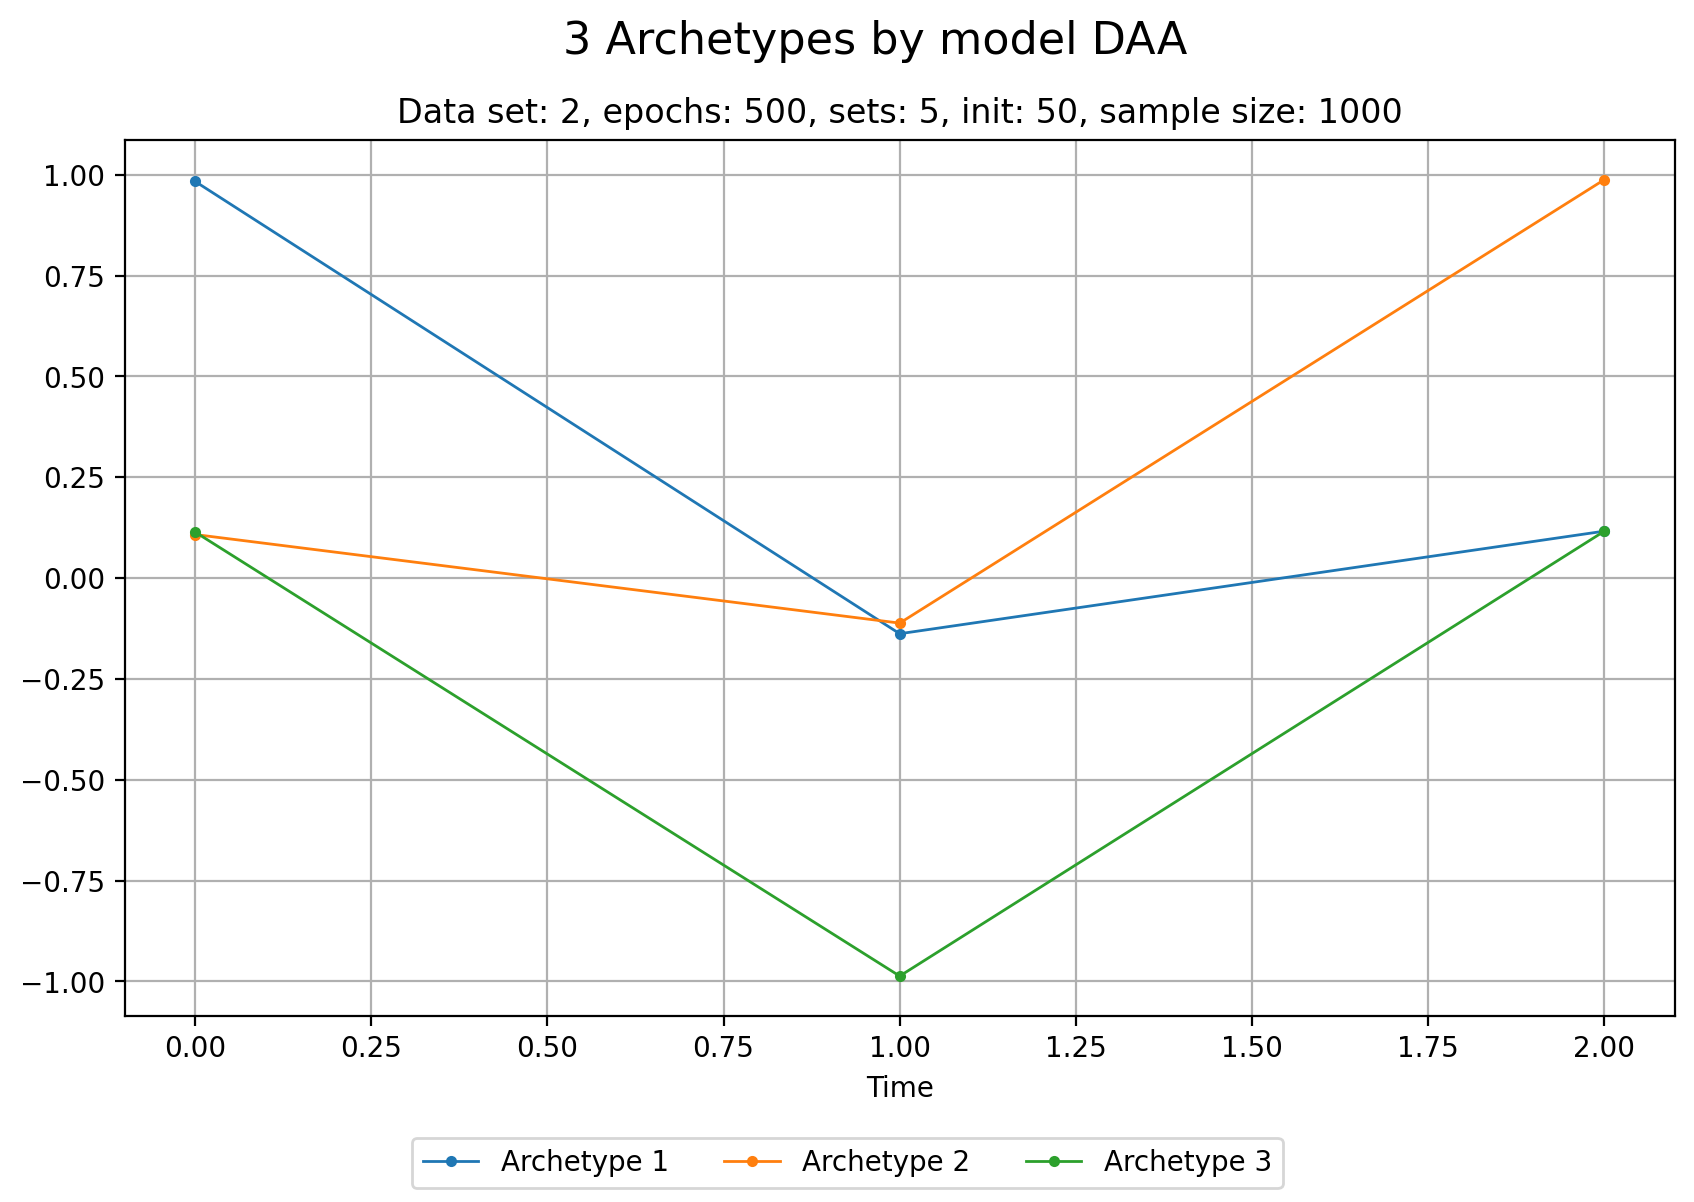 3 Archetypes by model DAA
Data set: 2, epochs: 500, sets: 5, init: 50, sample size: 1000
1.00
0.75
0.50
0.25
0.00
−0.25
−0.50
−0.75
−1.00
0.00 0.25 0.50 0.75 1.00 1.25 1.50 1.75 2.00
Time
Archetype 1 Archetype 2 Archetype 3